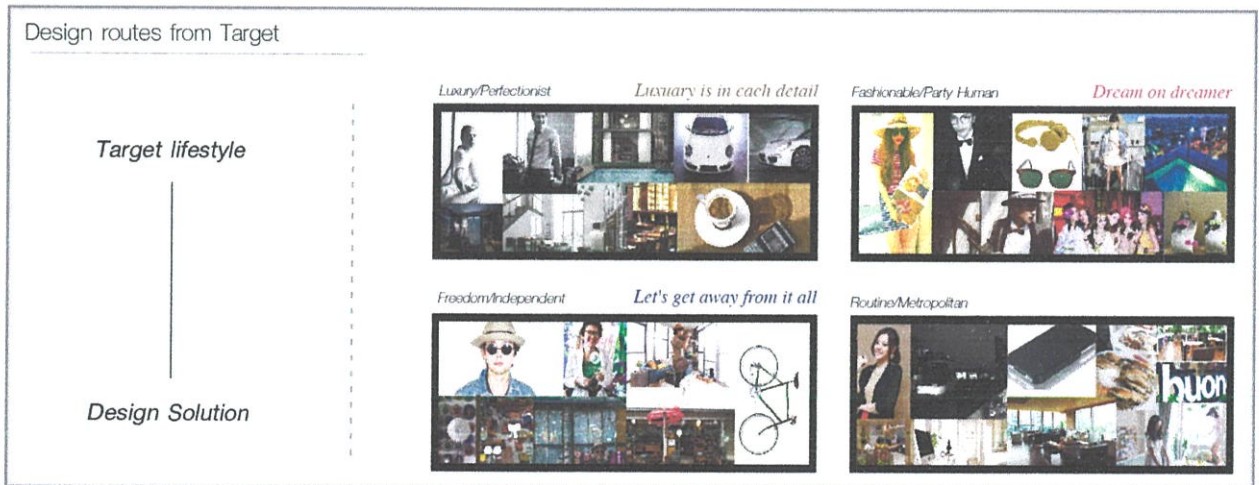 Design routes from Target
Target lifestyle
Design Solution
Luxury/Perfectionist
Luxuary is in each detail
Fashionable/Party Human
Dream on dreamer
Freedom/Independent
Let's get away from it all
Routine/Metropolitan
buon